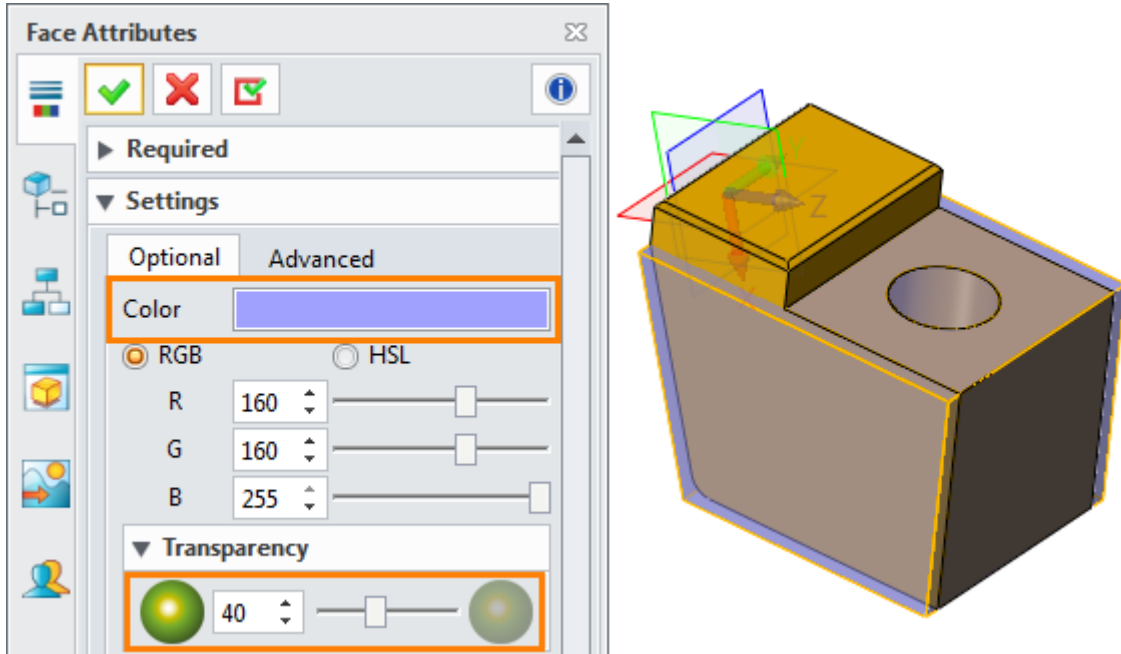 Face Attributes
Required
Settings
Optional Advanced
Color
RGB HSL
R 160
G 160
B 255
Transparency
40
Y
Z
X